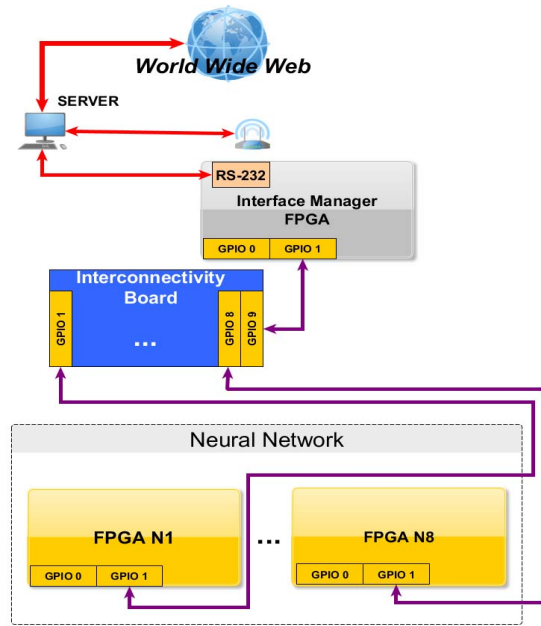 World Wide Web
SERVER
RS-232
Interface Manager
FPGA
GPIO 0
GPIO 1
Interconnectivity
Board
GPIO 1
...
GPIO 8
GPIO 9
Neural Network
FPGA N1
...
FPGA N8
GPIO 0
GPIO 1
GPIO 0
GPIO 1